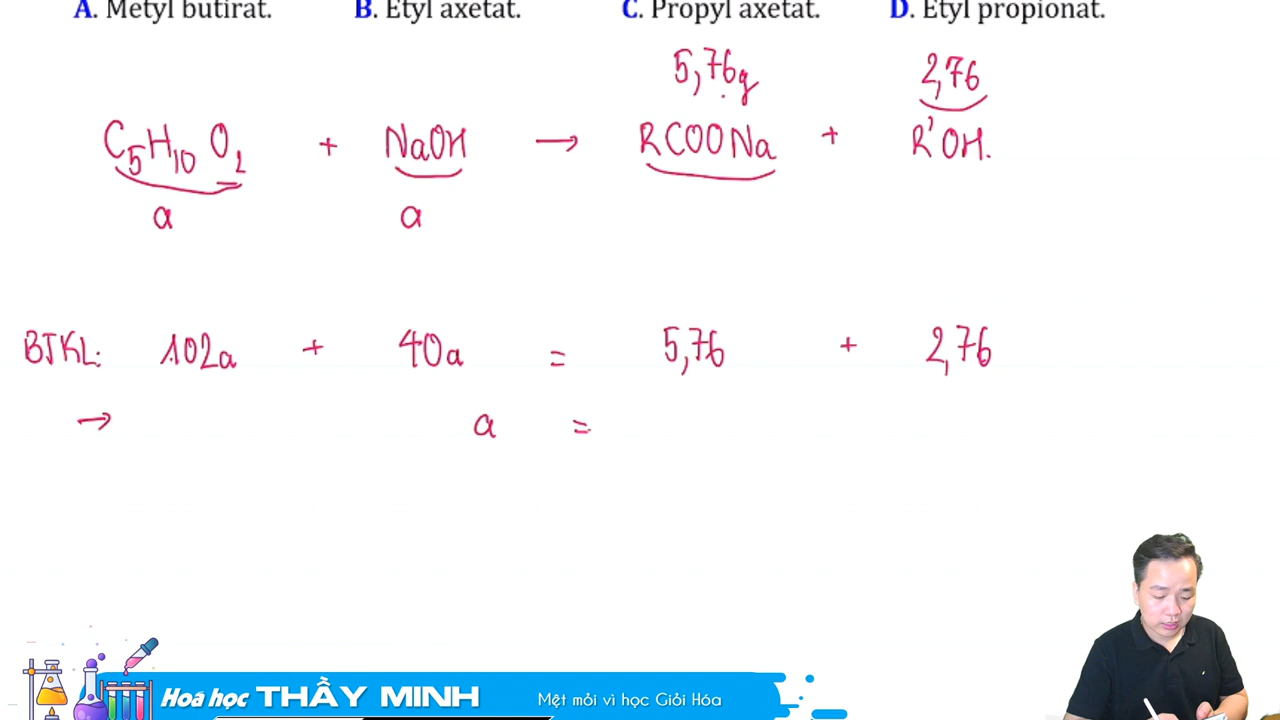 A. Metyl butirat. B. Etyl axetat. C. Propyl axetat. D. Etyl propionat.
5,76g 2,76
C5H10O2 + NaOH → RCOONa + R'OH.
a a
BTKL: 102a + 40a = 5,76 + 2,76
→ a =
Hoá học THẦY MINH Mệt mỏi vì học Giỏi Hóa